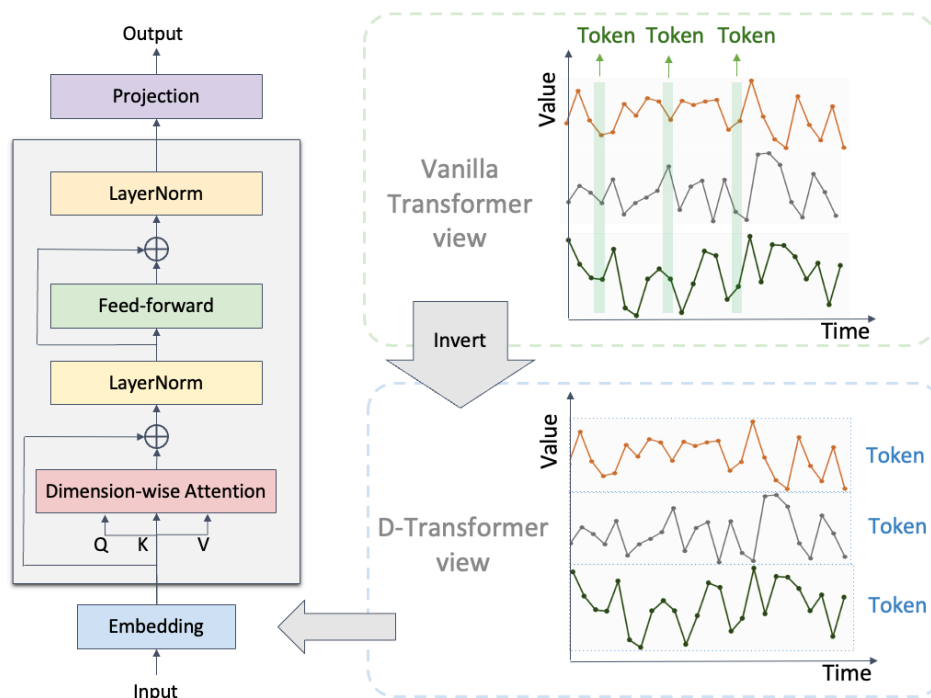 Output
Projection
LayerNorm
Feed-forward
LayerNorm
Dimension-wise Attention
Q K V
Embedding
Input
Token Token Token
Value
Vanilla
Transformer
view
Time
Invert
Value
D-Transformer
view
Token
Token
Token
Time